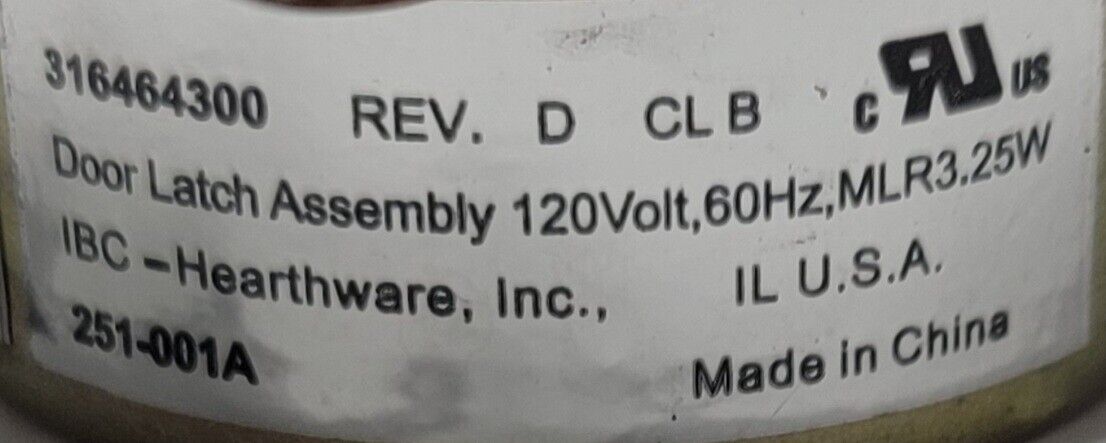 316464300 REV. D CL B c RU US
Door Latch Assembly 120Volt,60Hz,MLR3.25W
IBC -Hearthware, Inc., IL U.S.A.
251-001A Made in China